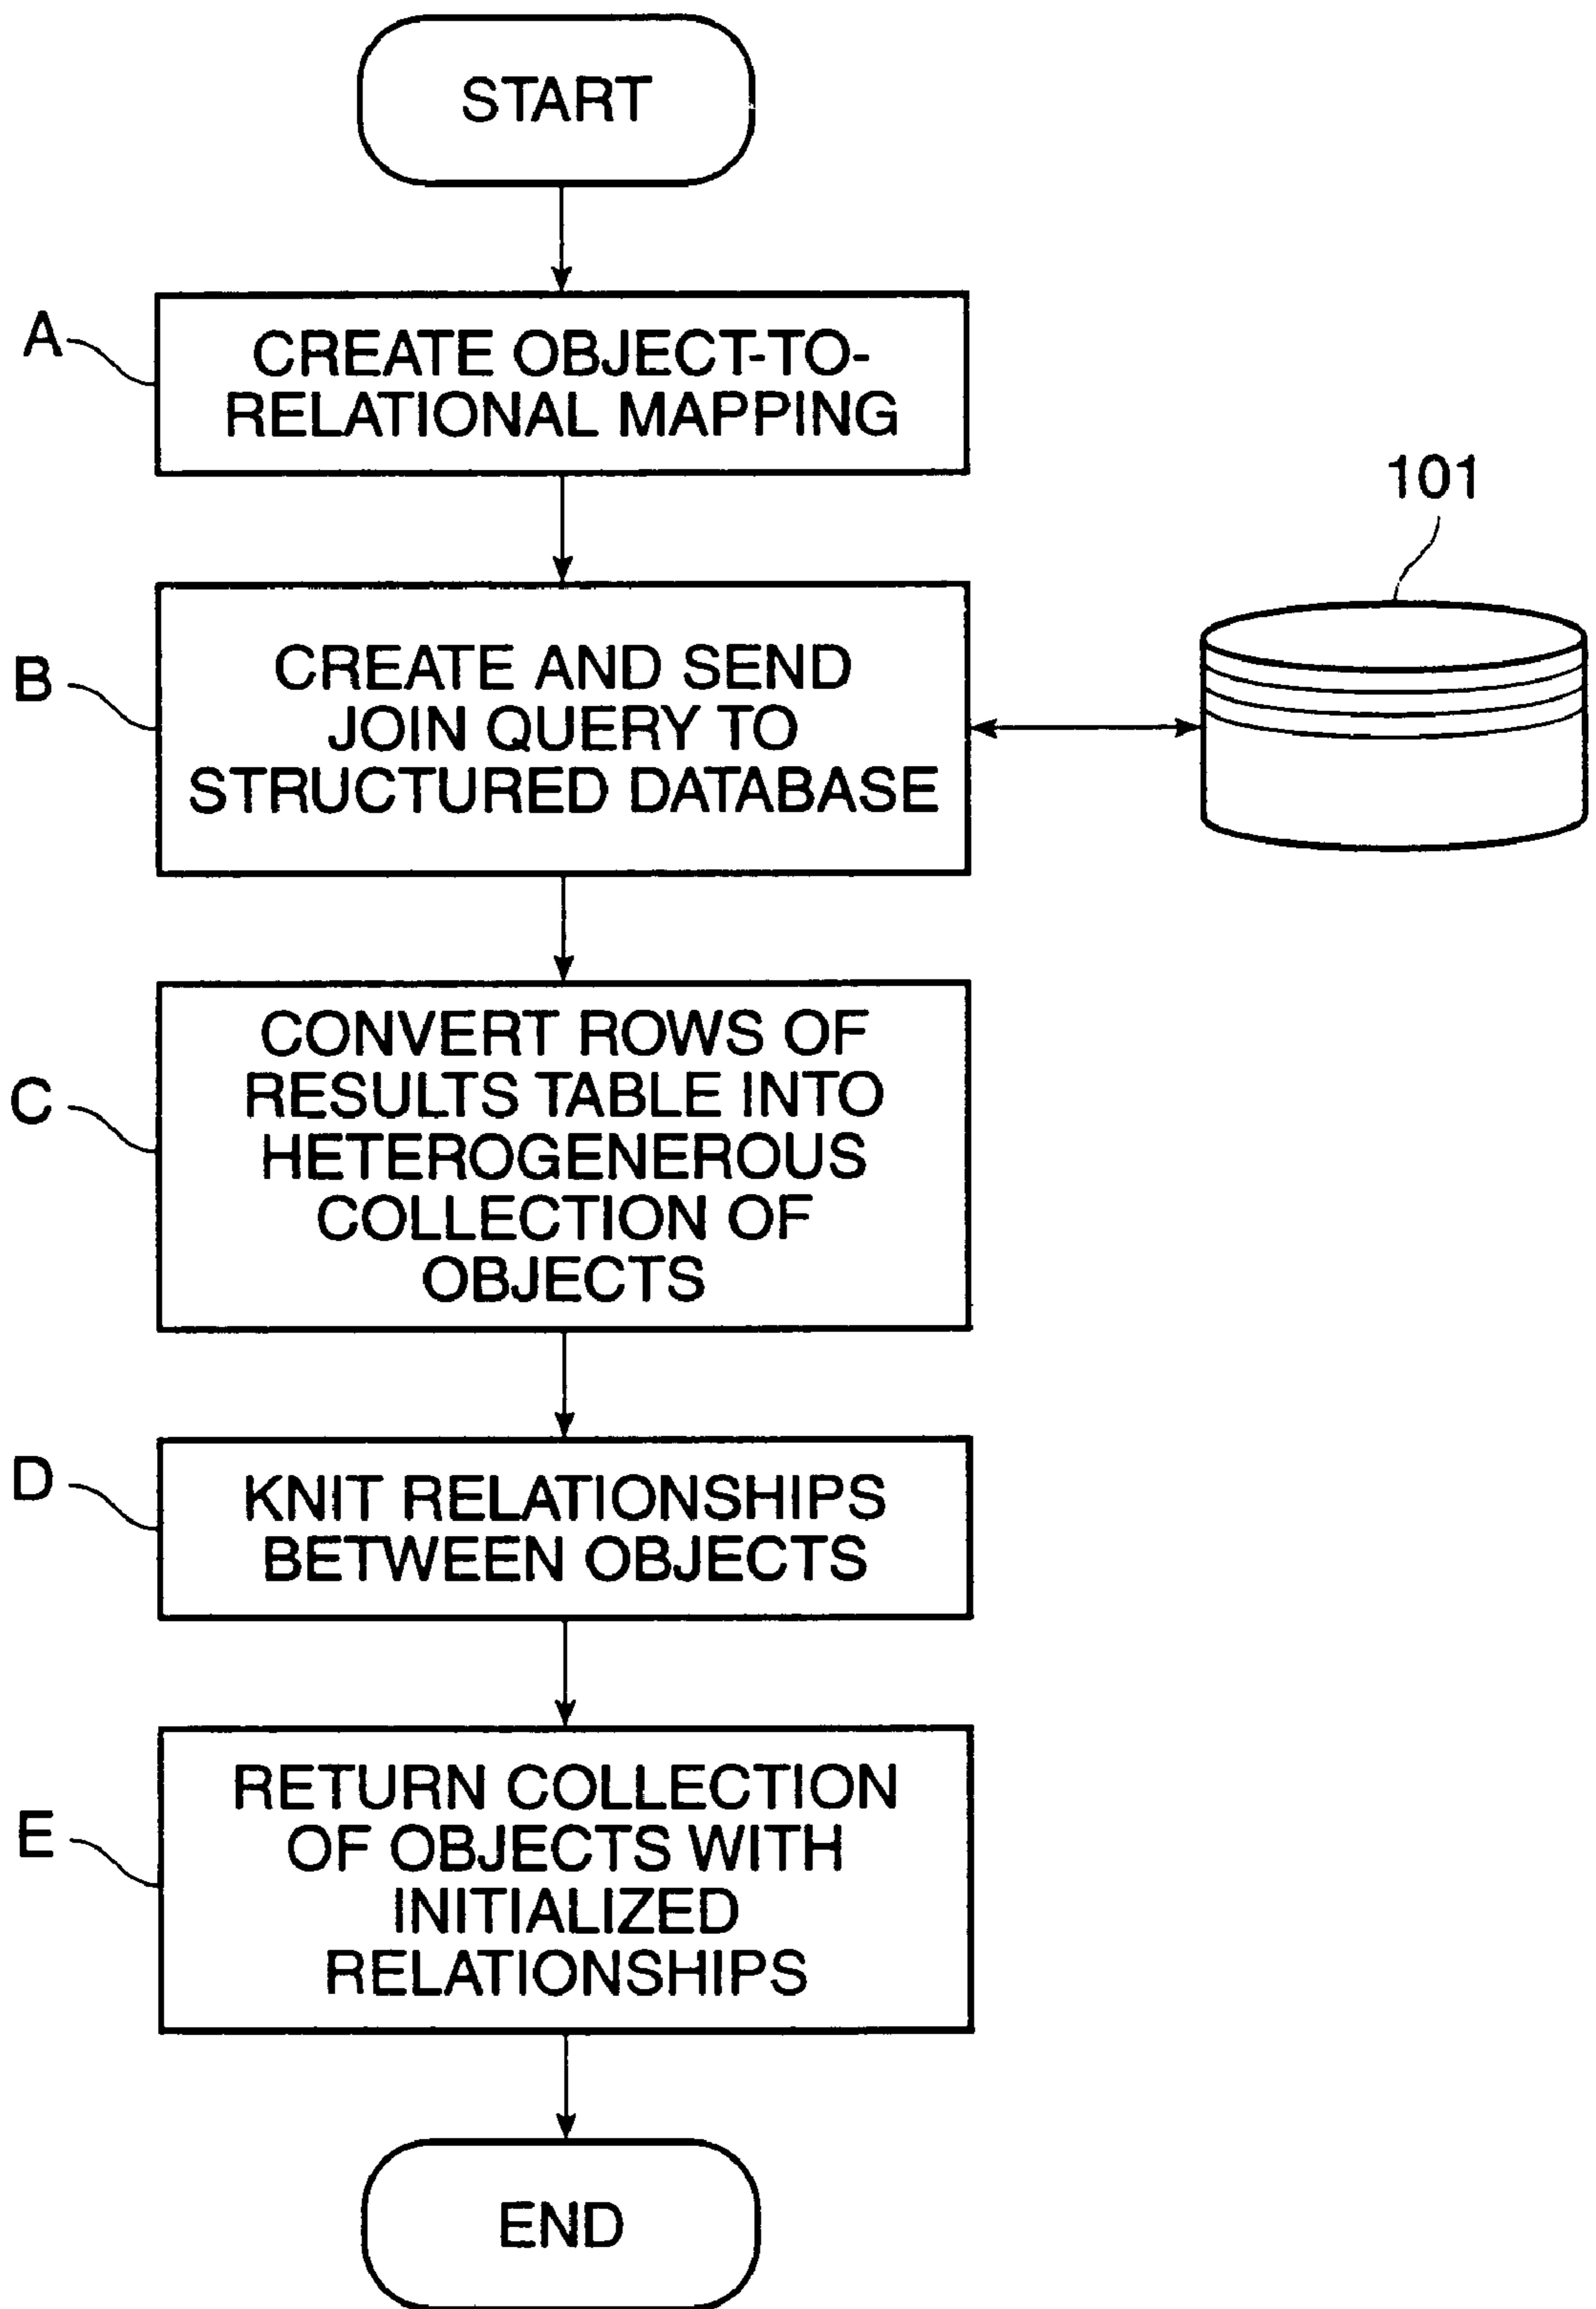 START
A
CREATE OBJECT-TO-
RELATIONAL MAPPING
101
B
CREATE AND SEND
JOIN QUERY TO
STRUCTURED DATABASE
C
CONVERT ROWS OF
RESULTS TABLE INTO
HETEROGENEROUS
COLLECTION OF
OBJECTS
D
KNIT RELATIONSHIPS
BETWEEN OBJECTS
E
RETURN COLLECTION
OF OBJECTS WITH
INITIALIZED
RELATIONSHIPS
END